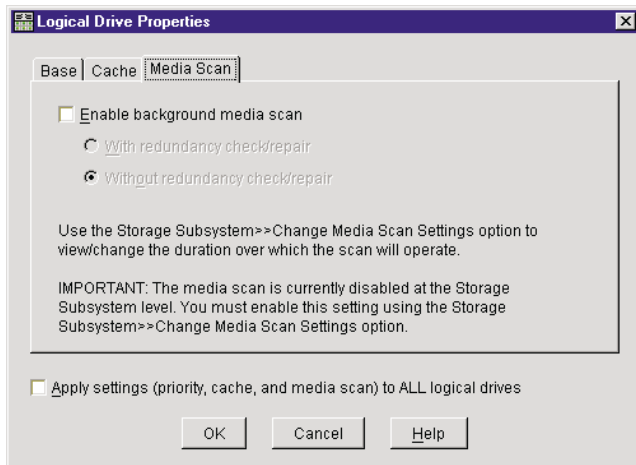 Logical Drive Properties
Base Cache Media Scan
Enable background media scan
With redundancy check/repair
Without redundancy check/repair
Use the Storage Subsystem>>Change Media Scan Settings option to
view/change the duration over which the scan will operate.
IMPORTANT: The media scan is currently disabled at the Storage
Subsystem level. You must enable this setting using the Storage
Subsystem>>Change Media Scan Settings option.
Apply settings (priority, cache, and media scan) to ALL logical drives
OK Cancel Help